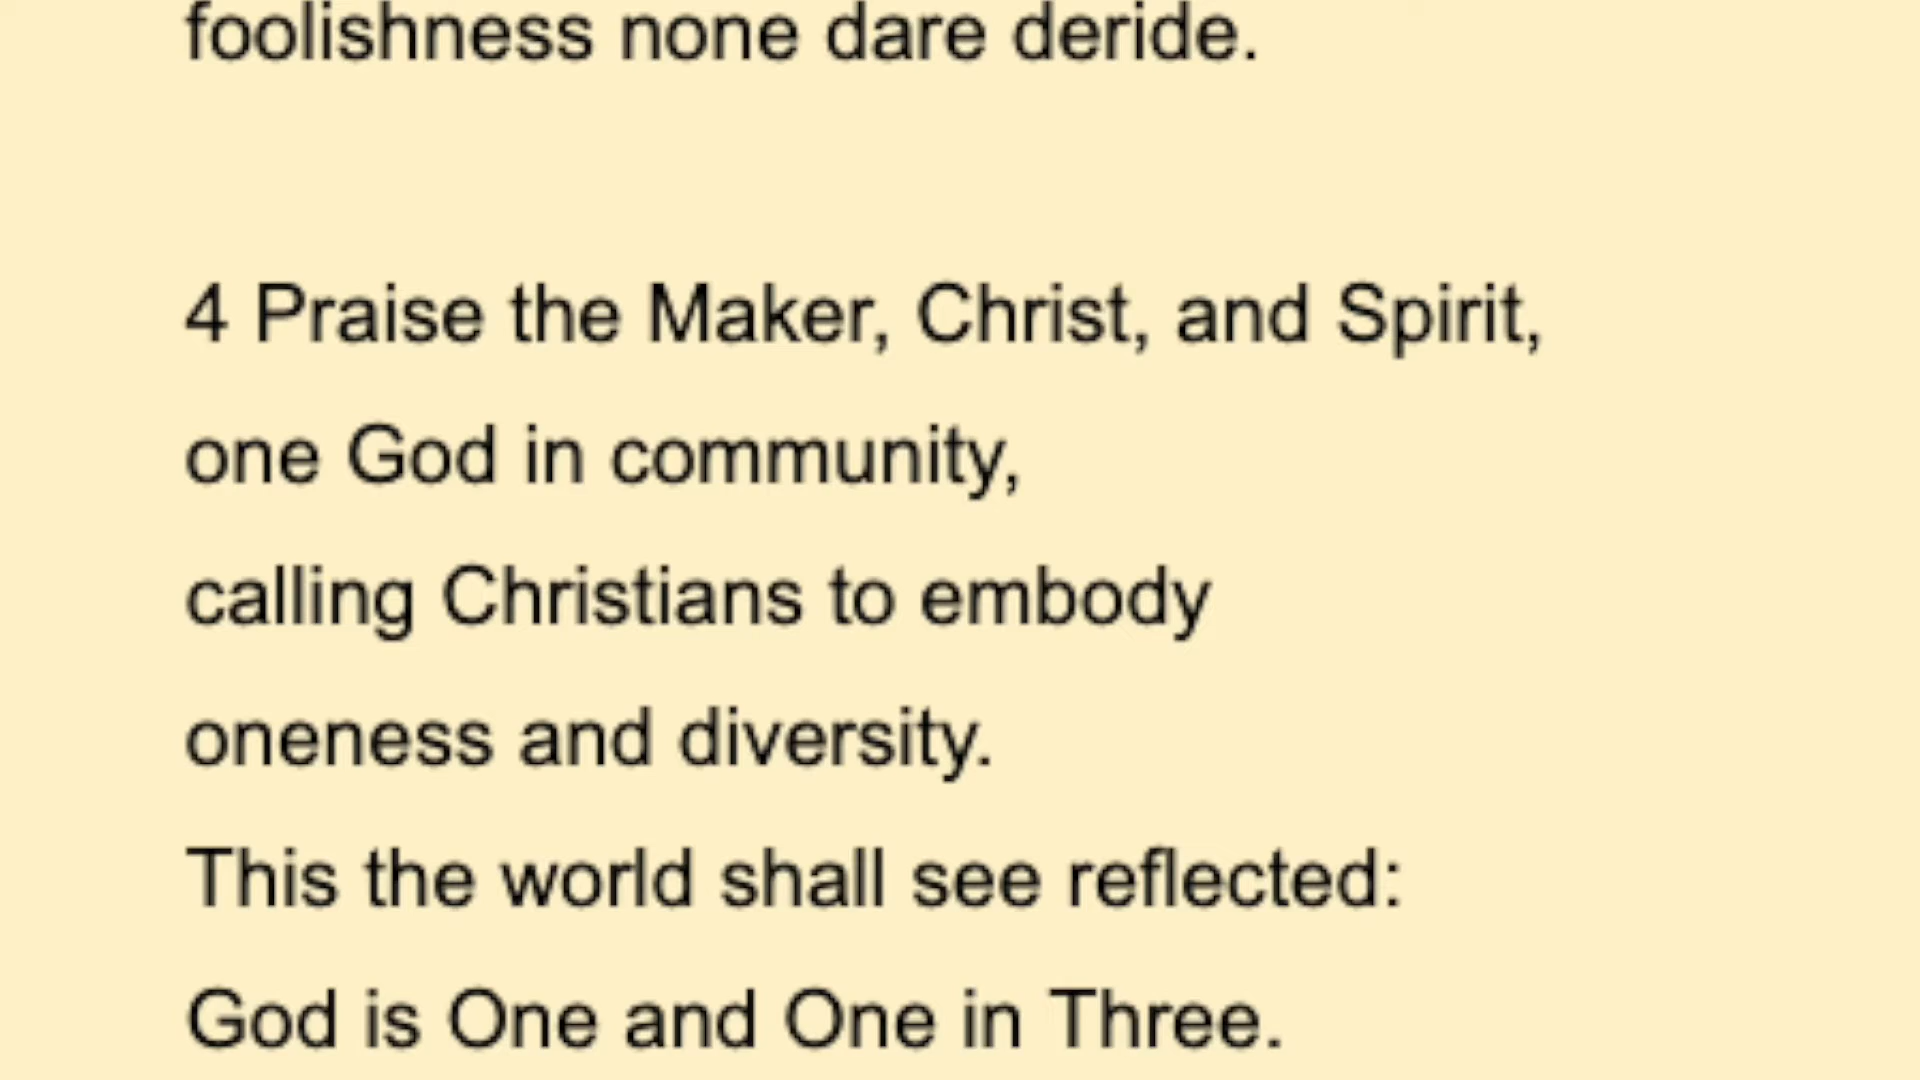 foolishness none dare deride.
4 Praise the Maker, Christ, and Spirit,
one God in community,
calling Christians to embody
oneness and diversity.
This the world shall see reflected:
God is One and One in Three.